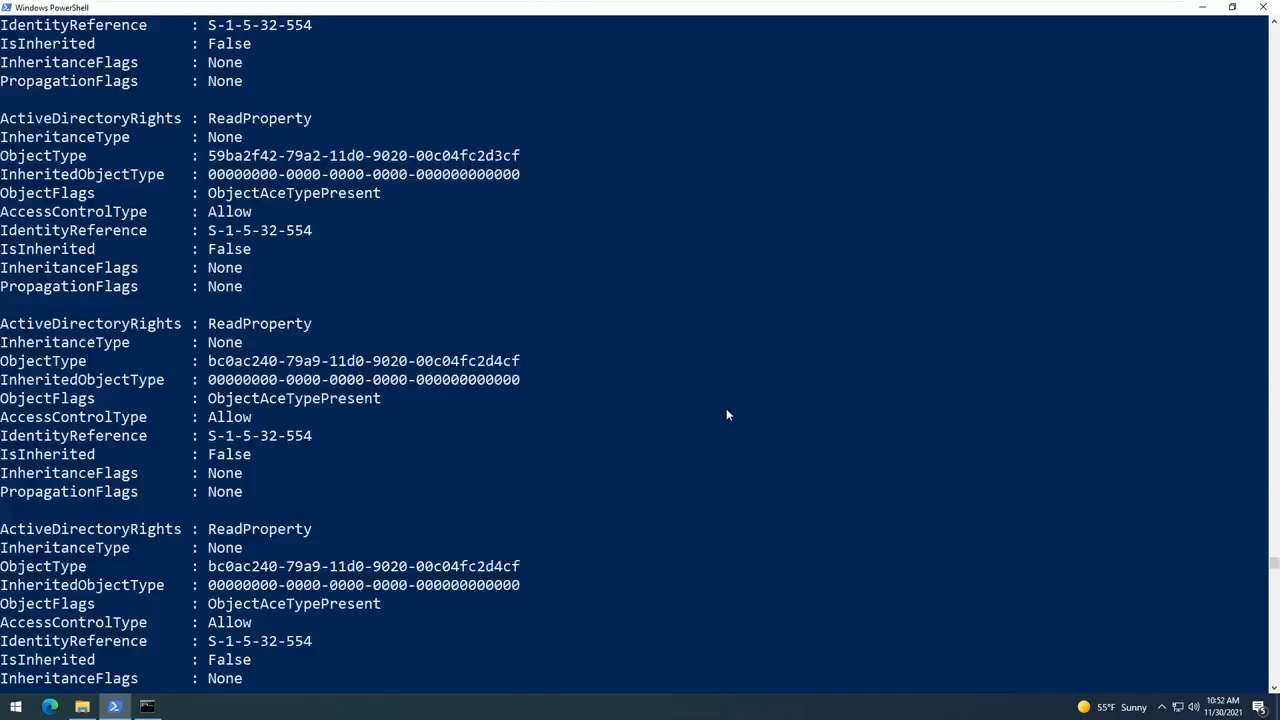 Windows PowerShell
IdentityReference : S-1-5-32-554
IsInherited : False
InheritanceFlags : None
PropagationFlags : None
ActiveDirectoryRights : ReadProperty
InheritanceType : None
ObjectType : 59ba2f42-79a2-11d0-9020-00c04fc2d3cf
InheritedObjectType : 00000000-0000-0000-0000-000000000000
ObjectFlags : ObjectAceTypePresent
AccessControlType : Allow
IdentityReference : S-1-5-32-554
IsInherited : False
InheritanceFlags : None
PropagationFlags : None
ActiveDirectoryRights : ReadProperty
InheritanceType : None
ObjectType : bc0ac240-79a9-11d0-9020-00c04fc2d4cf
InheritedObjectType : 00000000-0000-0000-0000-000000000000
ObjectFlags : ObjectAceTypePresent
AccessControlType : Allow
IdentityReference : S-1-5-32-554
IsInherited : False
InheritanceFlags : None
PropagationFlags : None
ActiveDirectoryRights : ReadProperty
InheritanceType : None
ObjectType : bc0ac240-79a9-11d0-9020-00c04fc2d4cf
InheritedObjectType : 00000000-0000-0000-0000-000000000000
ObjectFlags : ObjectAceTypePresent
AccessControlType : Allow
IdentityReference : S-1-5-32-554
IsInherited : False
InheritanceFlags : None
55°F Sunny
10:52 AM
11/30/2021
5